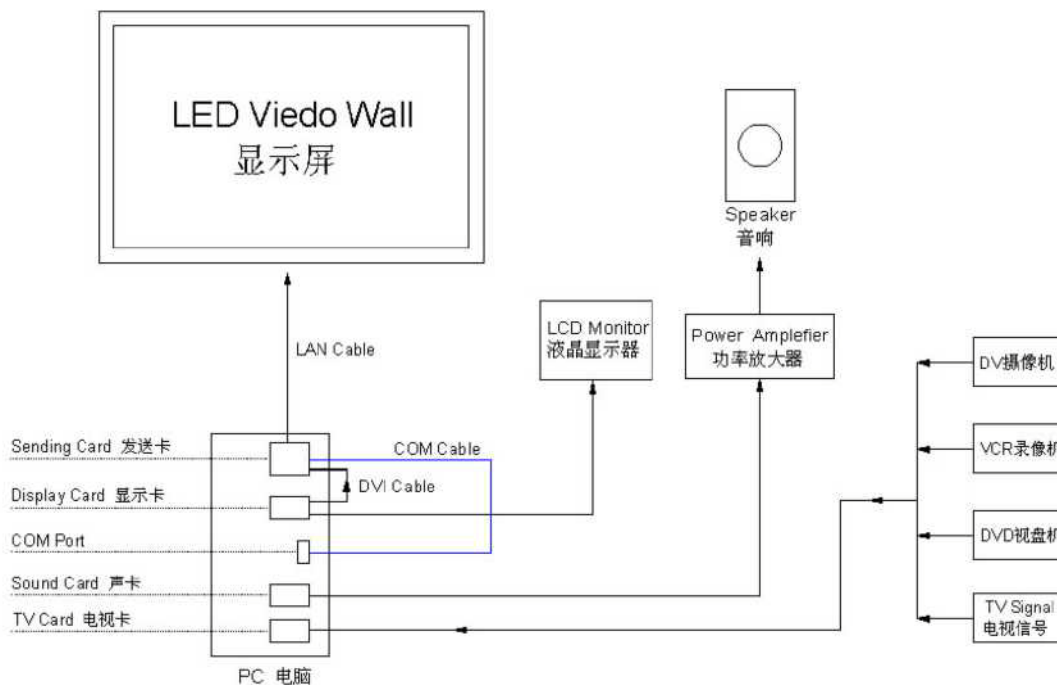 LED Viedo Wall
显示屏
Speaker
音响
LAN Cable
LCD Monitor
液晶显示器
Power Amplefier
功率放大器
DV摄像机
Sending Card 发送卡
COM Cable
VCR录像机
Display Card 显示卡
DVI Cable
COM Port
DVD视盘机
Sound Card 声卡
TV Card 电视卡
TV Signal
电视信号
PC 电脑